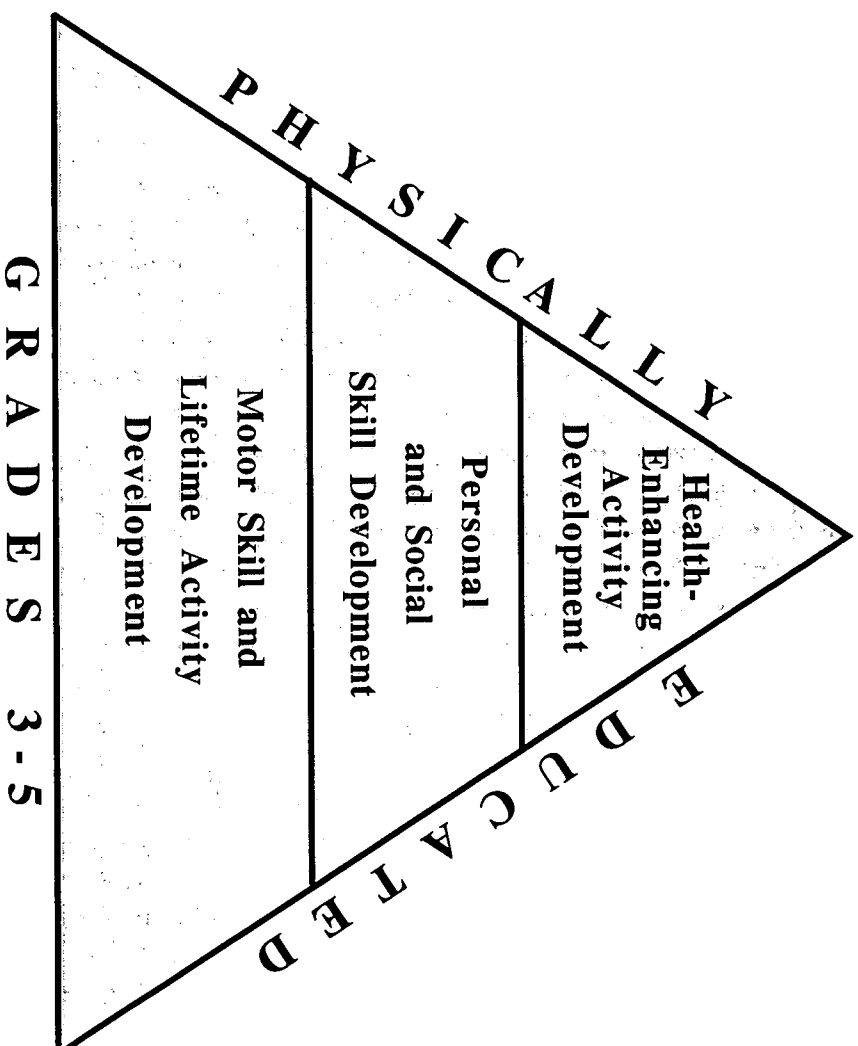 PHYSICALLY
EDUCATED
Health-
Enhancing
Activity
Development
Personal
and Social
Skill Development
Motor Skill and
Lifetime Activity
Development
GRADES 3-5